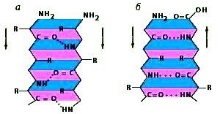 а
б
NH₂
NH₂
NH₂ O=C OH
C = O
HN
R
R
R
C=O···HN
R
NH
O = C
R
NH···O=C
C = O
HN
C=O···HN